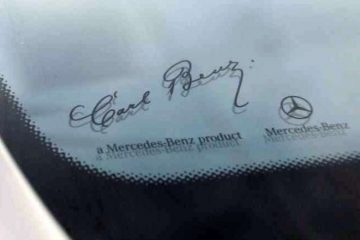 Carl Benz
a Mercedes-Benz product
Mercedes-Benz